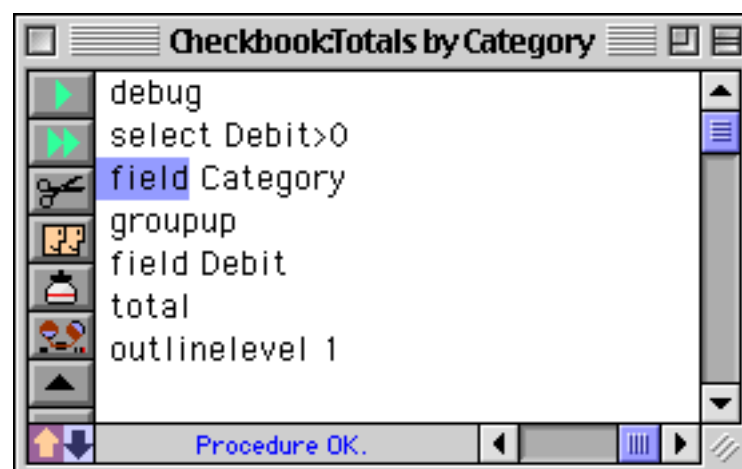 Checkbook:Totals by Category
debug
select Debit>0
field Category
groupup
field Debit
total
outlinelevel 1
Procedure OK.